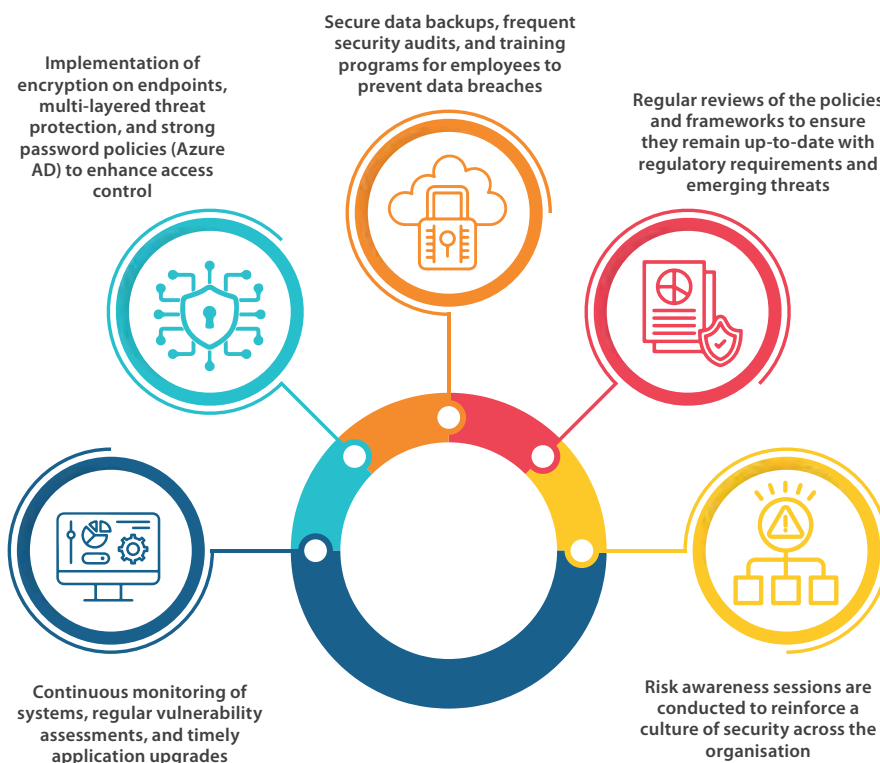 Secure data backups, frequent
security audits, and training
programs for employees to
prevent data breaches
Implementation of
encryption on endpoints,
multi-layered threat
protection, and strong
password policies (Azure
AD) to enhance access
control
Regular reviews of the policies
and frameworks to ensure
they remain up-to-date with
regulatory requirements and
emerging threats
Continuous monitoring of
systems, regular vulnerability
assessments, and timely
application upgrades
Risk awareness sessions are
conducted to reinforce a
culture of security across the
organisation